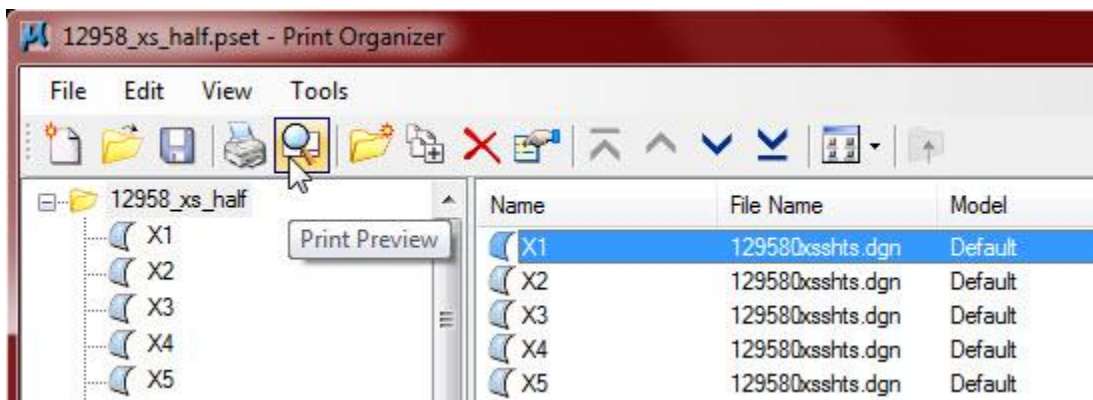 12958_xs_half.pset - Print Organizer
File Edit View Tools
12958_xs_half
X1
X2
X3
X4
X5
Print Preview
Name File Name Model
X1 129580xsshts.dgn Default
X2 129580xsshts.dgn Default
X3 129580xsshts.dgn Default
X4 129580xsshts.dgn Default
X5 129580xsshts.dgn Default